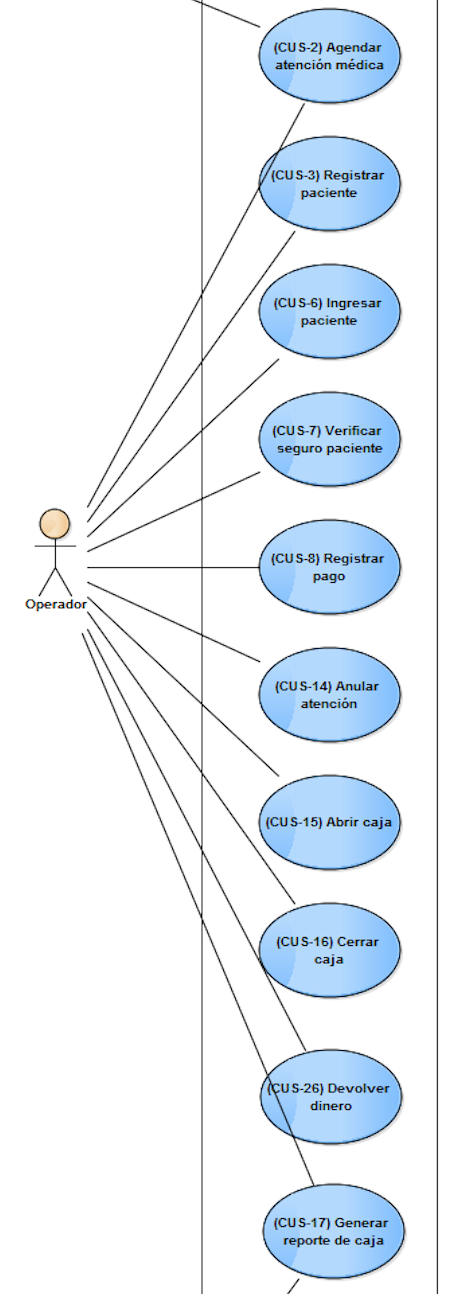 (CUS-2) Agendar
atención médica
(CUS-3) Registrar
paciente
(CUS-6) Ingresar
paciente
(CUS-7) Verificar
seguro paciente
(CUS-8) Registrar
pago
Operador
(CUS-14) Anular
atención
(CUS-15) Abrir caja
(CUS-16) Cerrar
caja
(CUS-26) Devolver
dinero
(CUS-17) Generar
reporte de caja